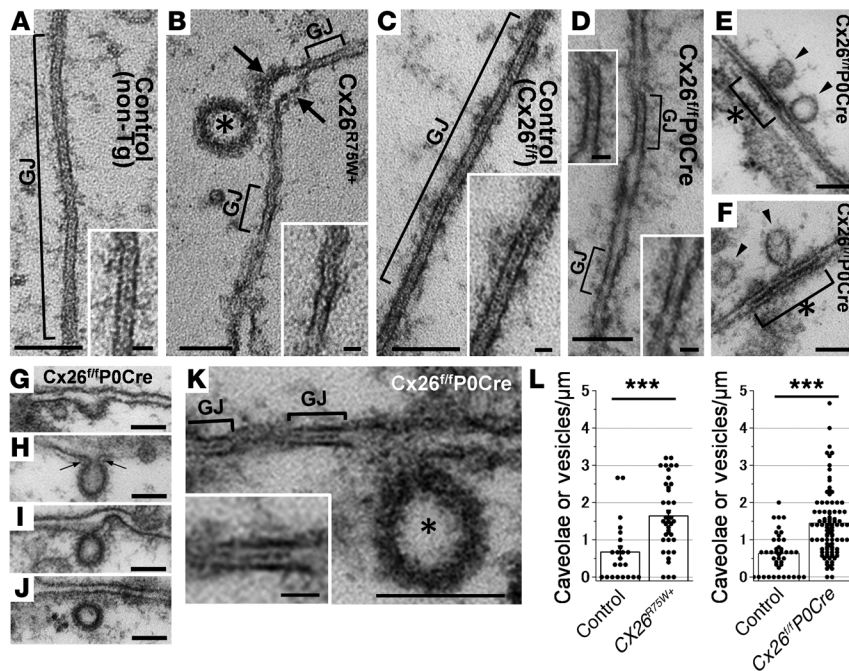 A
GJ
Control
(non-Tg)
B
GJ
*
GJ
Cx26R75W+
C
GJ
Control
(Cx26f/f)
D
GJ
GJ
Cx26f/fP0Cre
E
*
Cx26f/fP0Cre
F
*
Cx26f/fP0Cre
G
Cx26f/fP0Cre
H
I
J
K
Cx26f/fP0Cre
GJ
GJ
*
L
Caveolae or vesicles/µm
5
4
3
2
1
0
***
Control
CX26R75W+
Caveolae or vesicles/µm
5
4
3
2
1
0
***
Control
Cx26f/fP0Cre